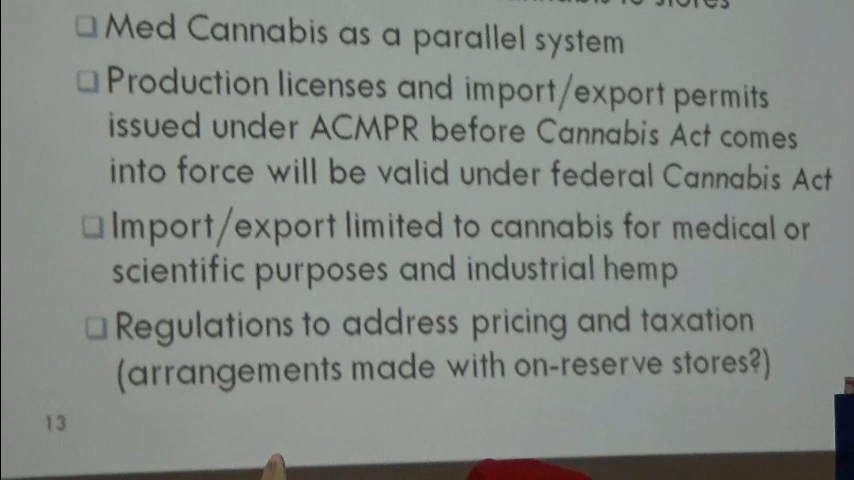 to stores
❑ Med Cannabis as a parallel system
❑ Production licenses and import/export permits
issued under ACMPR before Cannabis Act comes
into force will be valid under federal Cannabis Act
❑ Import/export limited to cannabis for medical or
scientific purposes and industrial hemp
❑ Regulations to address pricing and taxation
(arrangements made with on-reserve stores?)
13